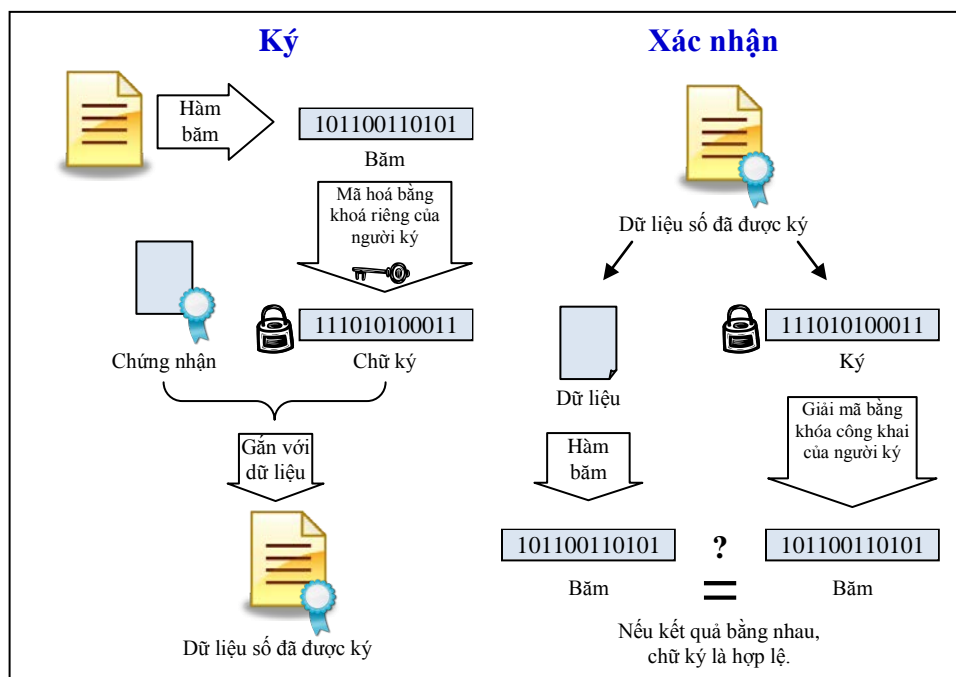 Ký
Hàm
băm
101100110101
Băm
Mã hoá bằng
khoá riêng của
người ký
111010100011
Chứng nhận
Chữ ký
Gắn với
dữ liệu
Dữ liệu số đã được ký
Xác nhận
Dữ liệu số đã được ký
111010100011
Ký
Dữ liệu
Hàm
băm
Giải mã bằng
khóa công khai
của người ký
101100110101
?
101100110101
Băm
=
Băm
Nếu kết quả bằng nhau,
chữ ký là hợp lệ.